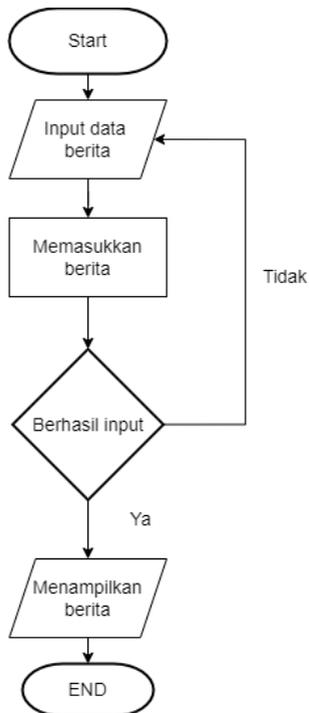 Start
Input data
berita
Memasukkan
berita
Tidak
Berhasil input
Ya
Menampilkan
berita
END